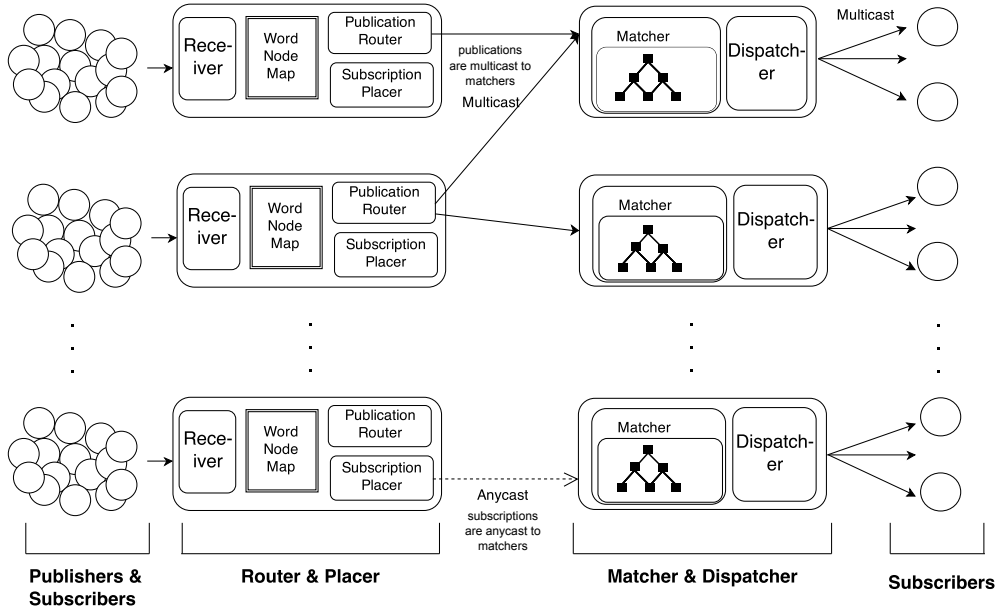 Rece-
iver
Word
Node
Map
Publication
Router
Subscription
Placer
publications
are multicast to
matchers
Multicast
Matcher
Dispatch-
er
Multicast
Rece-
iver
Word
Node
Map
Publication
Router
Subscription
Placer
Matcher
Dispatch-
er
Rece-
iver
Word
Node
Map
Publication
Router
Subscription
Placer
Anycast
subscriptions
are anycast to
matchers
Matcher
Dispatch-
er
Publishers &
Subscribers
Router & Placer
Matcher & Dispatcher
Subscribers